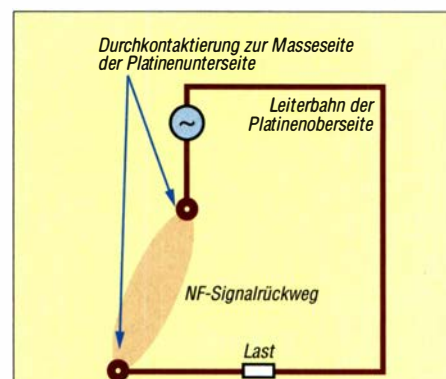 Durchkontaktierung zur Masseseite
der Platinenunterseite
Leiterbahn der
Platinenoberseite
~
NF-Signalrückweg
Last